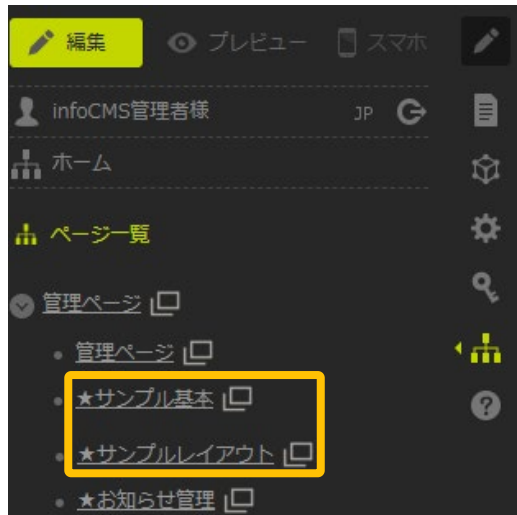 編集 プレビュー スマホ
infoCMS管理者様 JP
ホーム
ページ一覧
管理ページ
管理ページ
★サンプル基本
★サンプルレイアウト
★お知らせ管理